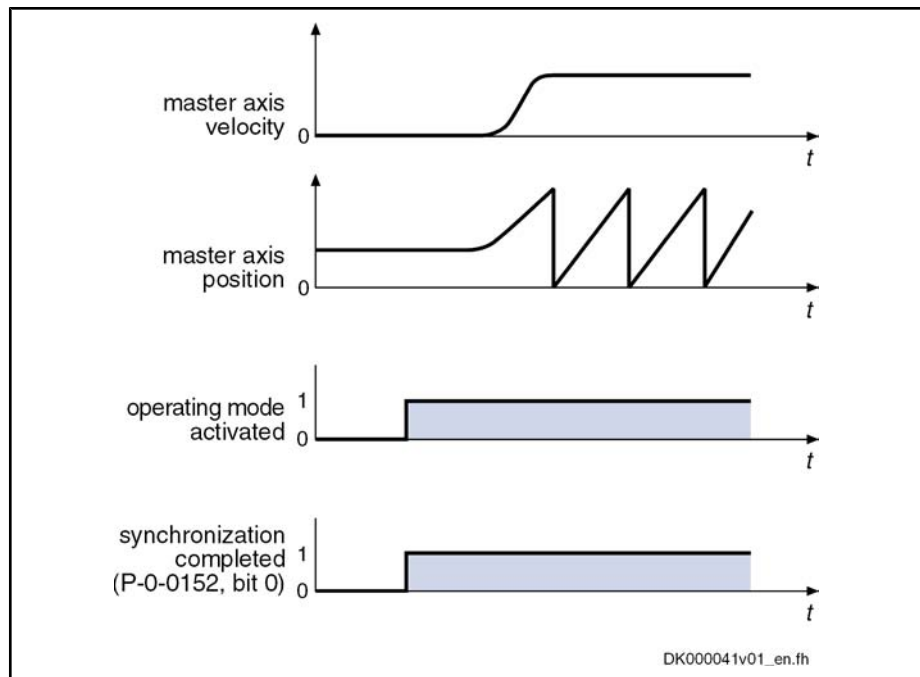 master axis
velocity
0
t
master axis
position
0
t
operating mode
activated
1
0
t
synchronization
completed
(P-0-0152, bit 0)
1
0
t
DK000041v01_en.fh